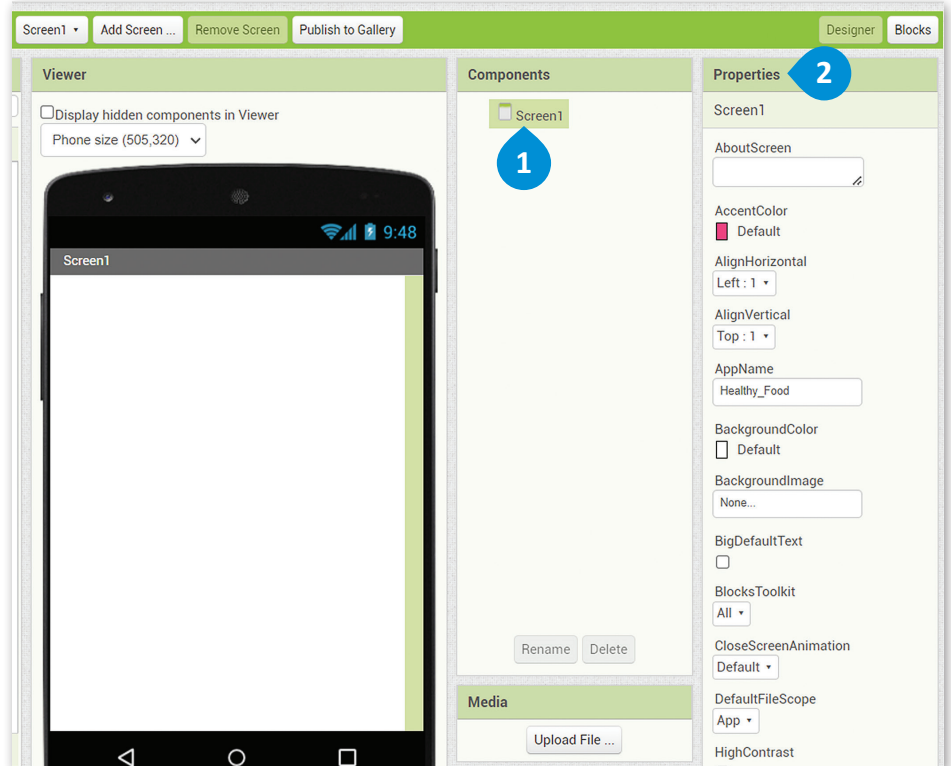 Screen1
Add Screen ...
Remove Screen
Publish to Gallery
Designer
Blocks
Viewer
Display hidden components in Viewer
Phone size (505,320)
9:48
Screen1
Components
Screen1
1
Rename
Delete
Media
Upload File ...
Properties
2
Screen1
AboutScreen
AccentColor
Default
AlignHorizontal
Left : 1
AlignVertical
Top : 1
AppName
Healthy_Food
BackgroundColor
Default
BackgroundImage
None...
BigDefaultText
BlocksToolkit
All
CloseScreenAnimation
Default
DefaultFileScope
App
HighContrast